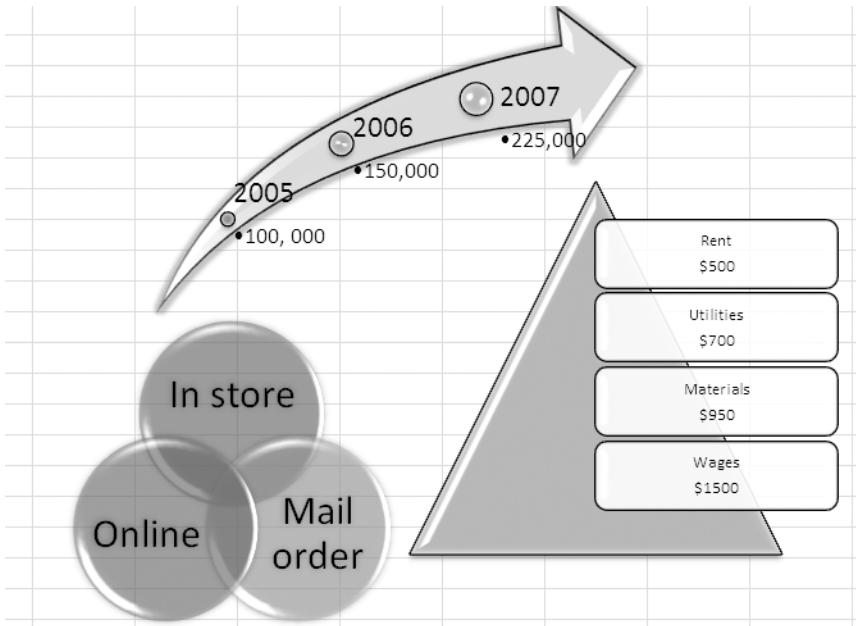 2007
•225,000
2006
•150,000
2005
•100, 000
Rent
$500
Utilities
$700
Materials
$950
Wages
$1500
In store
Online
Mail
order